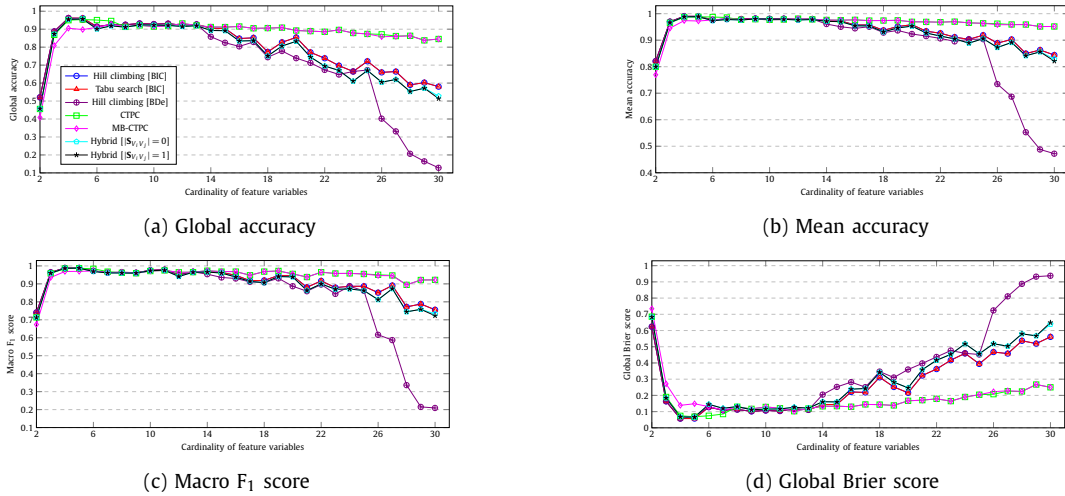 1
0.9
0.8
0.7
0.6
0.5
0.4
0.3
0.2
0.1
Global accuracy
Hill climbing [BIC]
Tabu search [BIC]
Hill climbing [BDe]
CTPC
MB-CTPC
Hybrid [|S_{V_i V_j}| = 0]
Hybrid [|S_{V_i V_j}| = 1]
2 6 10 14 18 22 26 30
Cardinality of feature variables
(a) Global accuracy
1
0.9
0.8
0.7
0.6
0.5
0.4
Mean accuracy
2 6 10 14 18 22 26 30
Cardinality of feature variables
(b) Mean accuracy
1
0.9
0.8
0.7
0.6
0.5
0.4
0.3
0.2
0.1
Macro F₁ score
2 6 10 14 18 22 26 30
Cardinality of feature variables
(c) Macro F₁ score
1
0.9
0.8
0.7
0.6
0.5
0.4
0.3
0.2
0.1
0
Global Brier score
2 6 10 14 18 22 26 30
Cardinality of feature variables
(d) Global Brier score